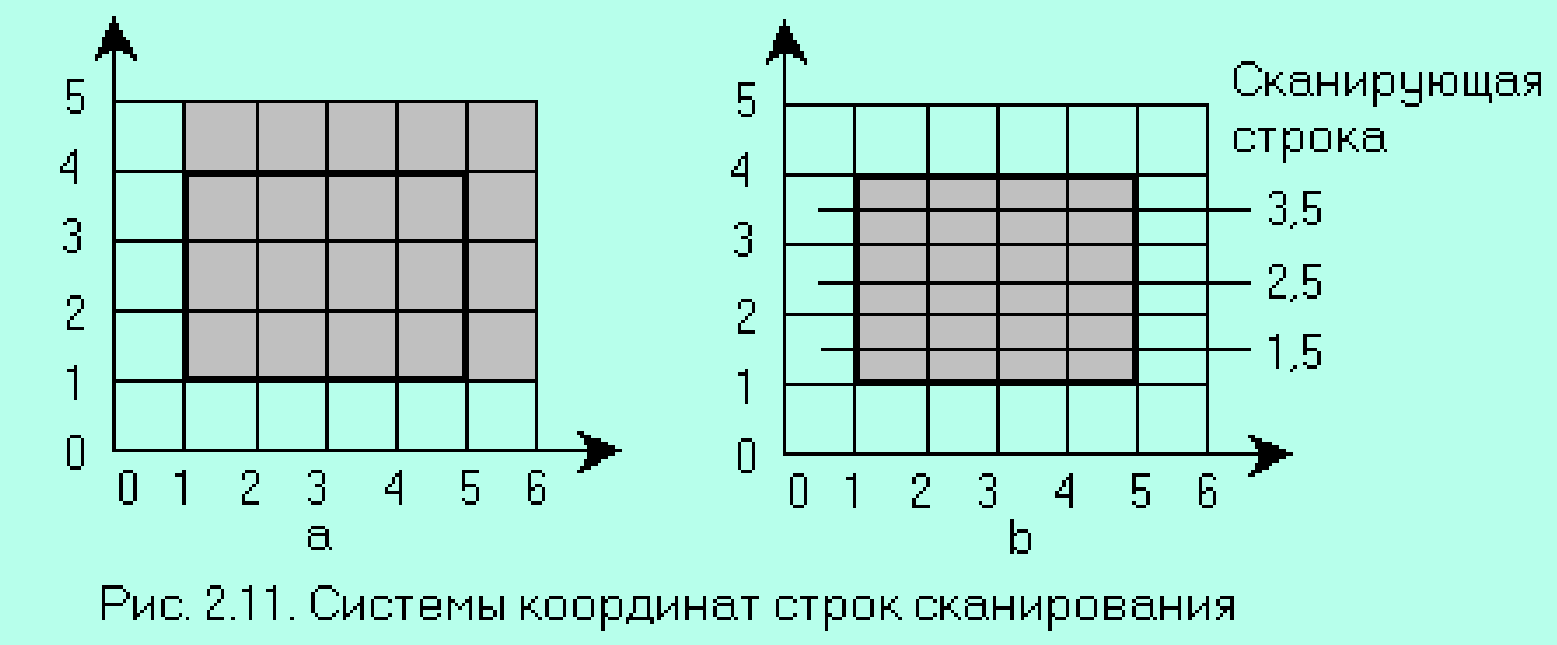 5
4
3
2
1
0
0 1 2 3 4 5 6
a
5
4
3
2
1
0
0 1 2 3 4 5 6
b
Сканирующая
строка
3,5
2,5
1,5
Рис. 2.11. Системы координат строк сканирования